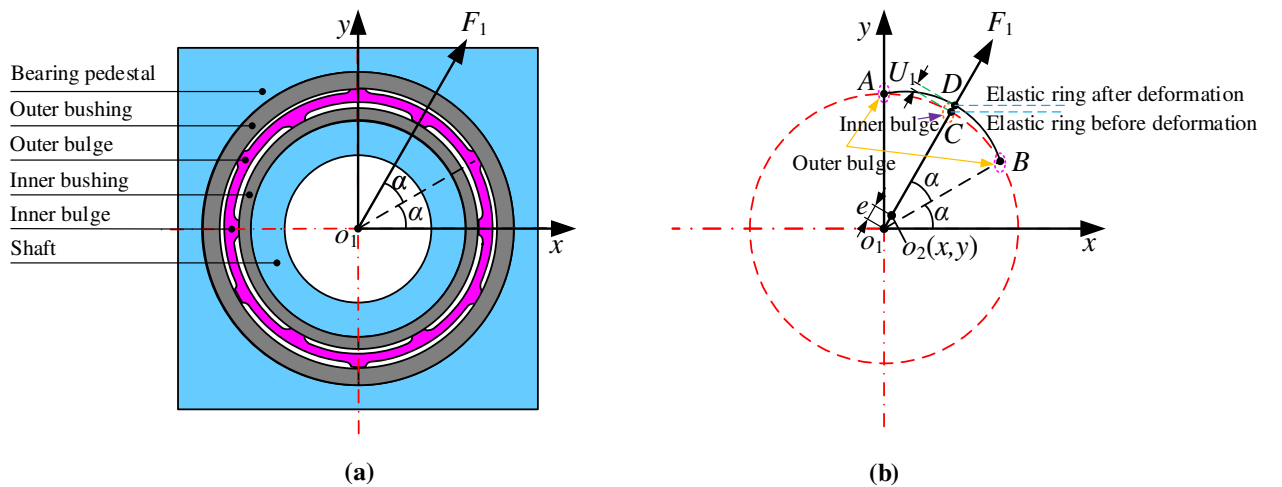 y
F1
Bearing pedestal
Outer bushing
Outer bulge
Inner bushing
Inner bulge
Shaft
α
α
o1
x
(a)
y
F1
A
U1
D
Elastic ring after deformation
Inner bulge
C
Elastic ring before deformation
Outer bulge
B
α
e
α
o1
o2(x,y)
x
(b)